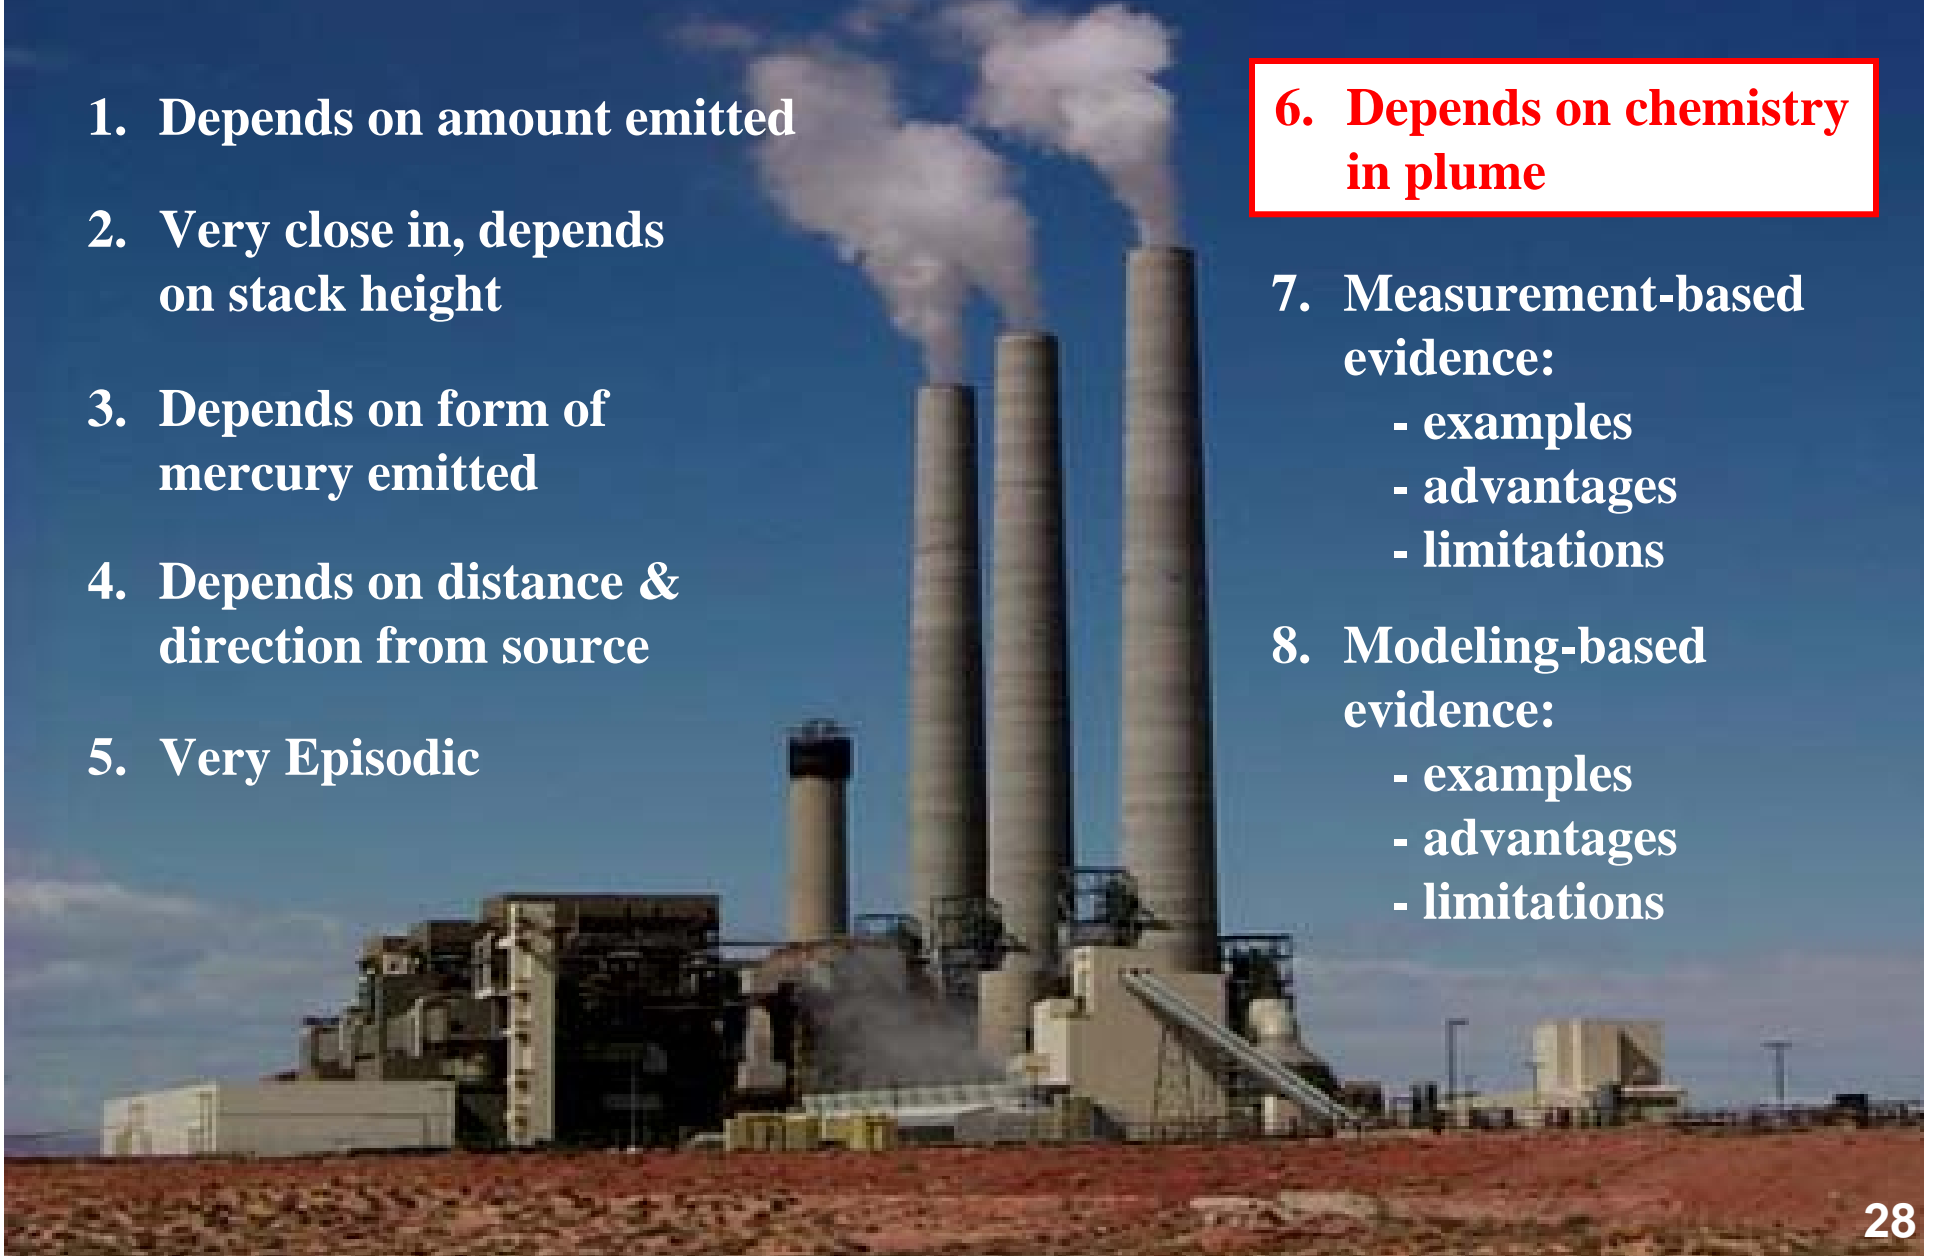 1. Depends on amount emitted
2. Very close in, depends
on stack height
3. Depends on form of
mercury emitted
4. Depends on distance &
direction from source
5. Very Episodic
6. Depends on chemistry
in plume
7. Measurement-based
evidence:
- examples
- advantages
- limitations
8. Modeling-based
evidence:
- examples
- advantages
- limitations
28